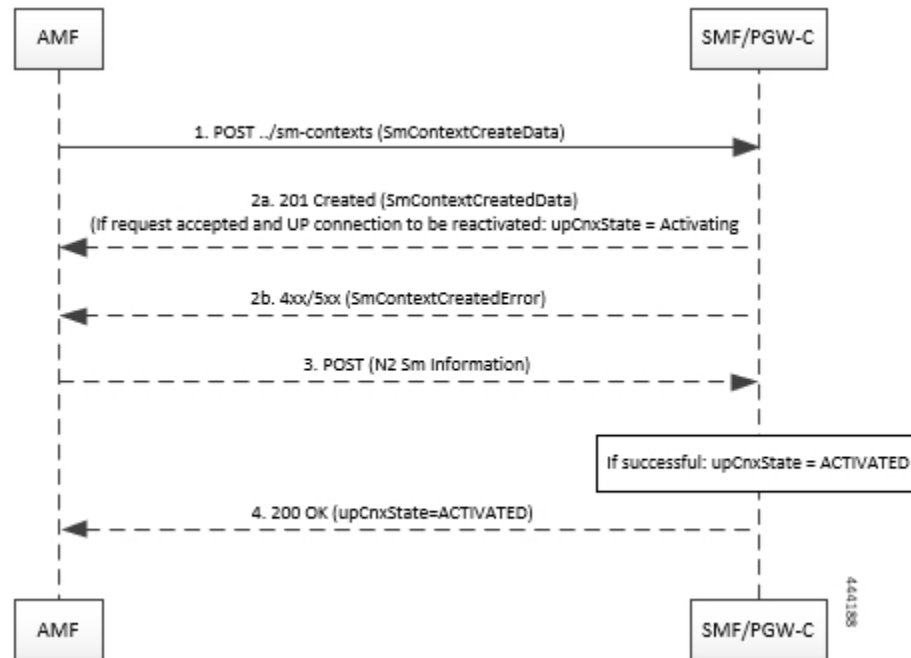 AMF
SMF/PGW-C
1. POST ../sm-contexts (SmContextCreateData)
2a. 201 Created (SmContextCreatedData)
(If request accepted and UP connection to be reactivated: upCnxState = Activating
2b. 4xx/5xx (SmContextCreatedError)
3. POST (N2 Sm Information)
If successful: upCnxState = ACTIVATED
4. 200 OK (upCnxState=ACTIVATED)
AMF
SMF/PGW-C
444188